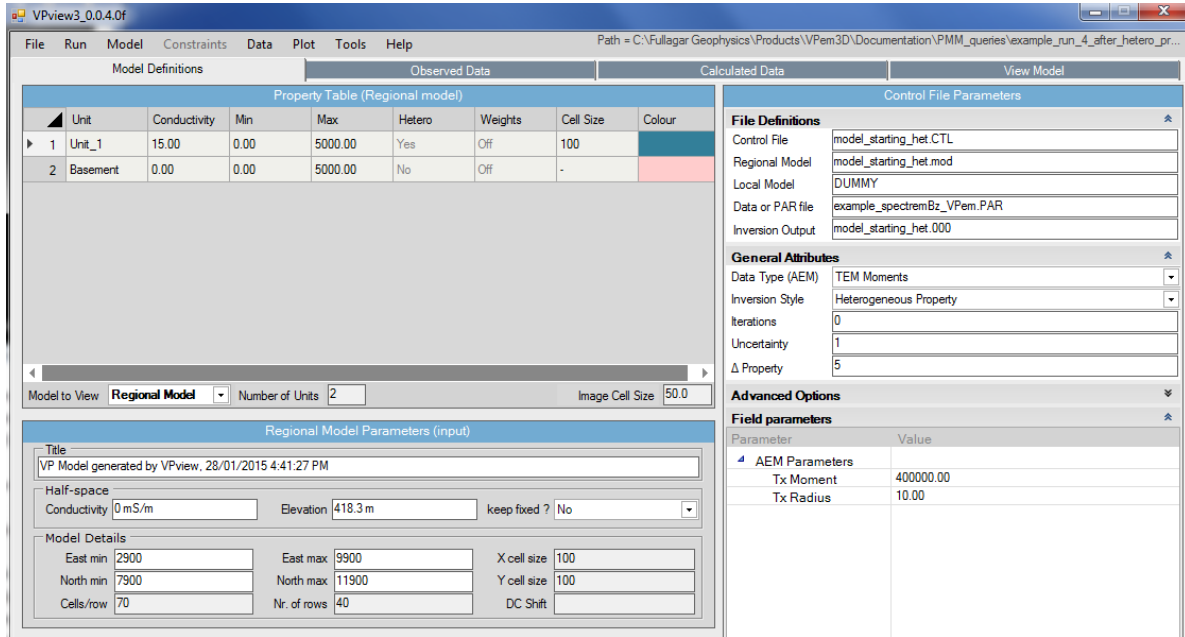 VPview3_0.0.4.0f
File Run Model Constraints Data Plot Tools Help Path = C:\Fullagar Geophysics\Products\VPem3D\Documentation\PMM_queries\example_run_4_after_hetero_pr...
Model Definitions Observed Data Calculated Data View Model
Property Table (Regional model)
Unit Conductivity Min Max Hetero Weights Cell Size Colour
1 Unit_1 15.00 0.00 5000.00 Yes Off 100
2 Basement 0.00 0.00 5000.00 No Off -
Model to View Regional Model Number of Units 2 Image Cell Size 50.0
Regional Model Parameters (input)
Title
VP Model generated by VPview, 28/01/2015 4:41:27 PM
Half-space
Conductivity 0 mS/m Elevation 418.3 m keep fixed ? No
Model Details
East min 2900 East max 9900 X cell size 100
North min 7900 North max 11900 Y cell size 100
Cells/row 70 Nr. of rows 40 DC Shift
Control File Parameters
File Definitions
Control File model_starting_het.CTL
Regional Model model_starting_het.mod
Local Model DUMMY
Data or PAR file example_spectremBz_VPem.PAR
Inversion Output model_starting_het.000
General Attributes
Data Type (AEM) TEM Moments
Inversion Style Heterogeneous Property
Iterations 0
Uncertainty 1
Δ Property 5
Advanced Options
Field parameters
Parameter Value
AEM Parameters
Tx Moment 400000.00
Tx Radius 10.00